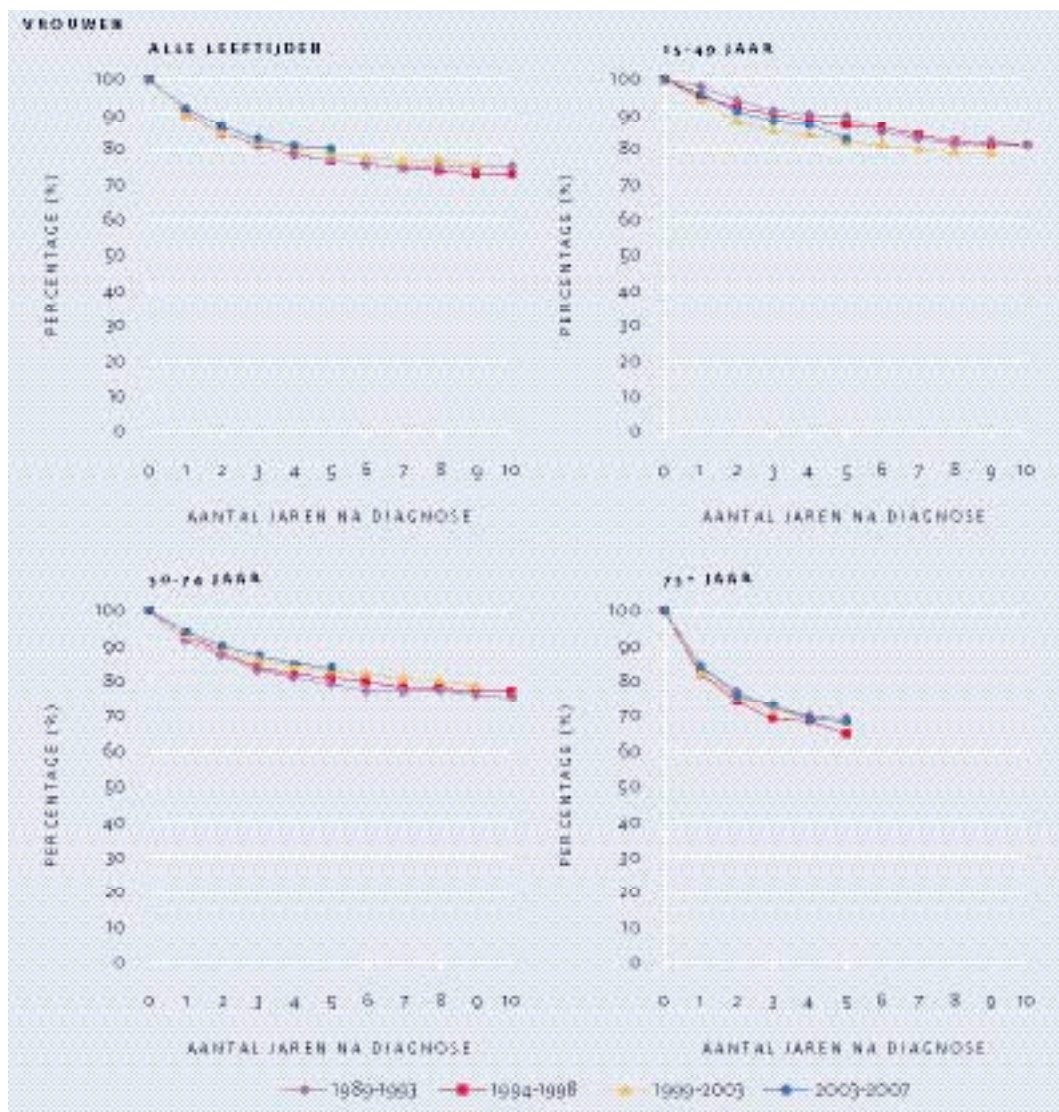 VROUWEN
ALLE LEEFTIJDEN
PERCENTAGE (%)
100
90
80
70
60
50
40
30
20
10
0
0 1 2 3 4 5 6 7 8 9 10
AANTAL JAREN NA DIAGNOSE
15-49 JAAR
PERCENTAGE (%)
100
90
80
70
60
50
40
30
20
10
0
0 1 2 3 4 5 6 7 8 9 10
AANTAL JAREN NA DIAGNOSE
50-74 JAAR
PERCENTAGE (%)
100
90
80
70
60
50
40
30
20
10
0
0 1 2 3 4 5 6 7 8 9 10
AANTAL JAREN NA DIAGNOSE
75+ JAAR
PERCENTAGE (%)
100
90
80
70
60
50
40
30
20
10
0
0 1 2 3 4 5 6 7 8 9 10
AANTAL JAREN NA DIAGNOSE
1989-1993 1994-1998 1999-2003 2003-2007